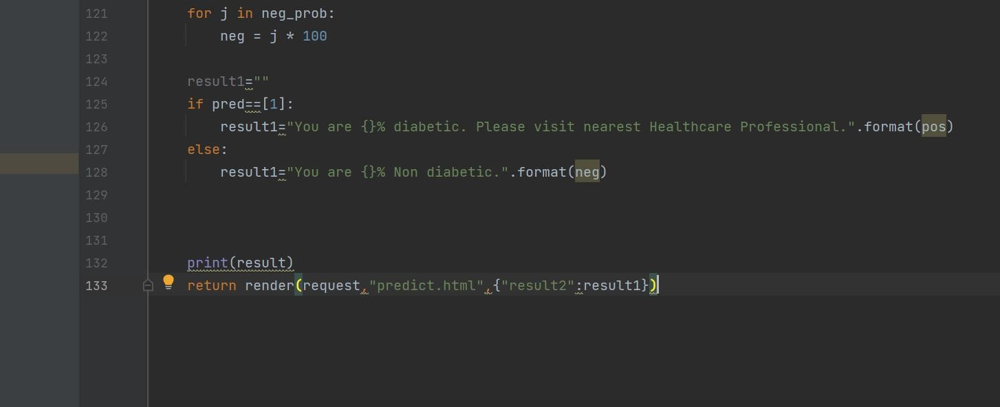 121 for j in neg_prob:
122 neg = j * 100
123
124 result1=""
125 if pred==[1]:
126 result1="You are {}% diabetic. Please visit nearest Healthcare Professional.".format(pos)
127 else:
128 result1="You are {}% Non diabetic.".format(neg)
129
130
131
132 print(result)
133 return render(request,"predict.html",{"result2":result1})